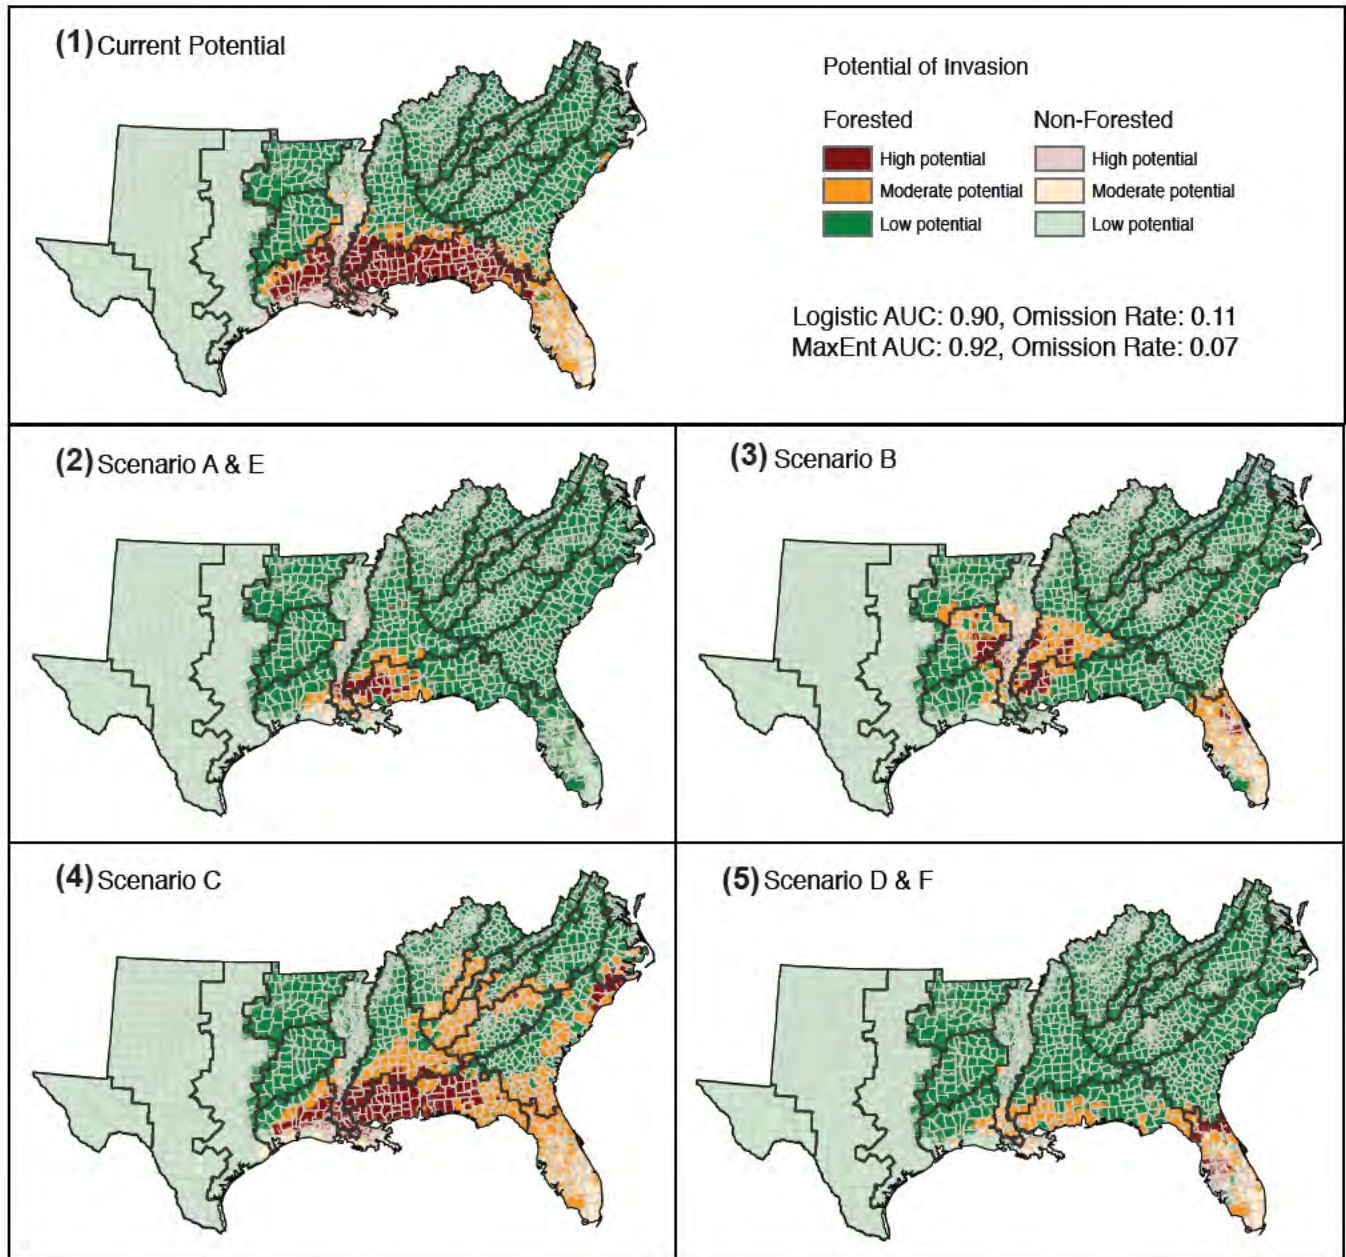 (1) Current Potential
Potential of Invasion
Forested
Non-Forested
High potential
High potential
Moderate potential
Moderate potential
Low potential
Low potential
Logistic AUC: 0.90, Omission Rate: 0.11
MaxEnt AUC: 0.92, Omission Rate: 0.07
(2) Scenario A & E
(3) Scenario B
(4) Scenario C
(5) Scenario D & F